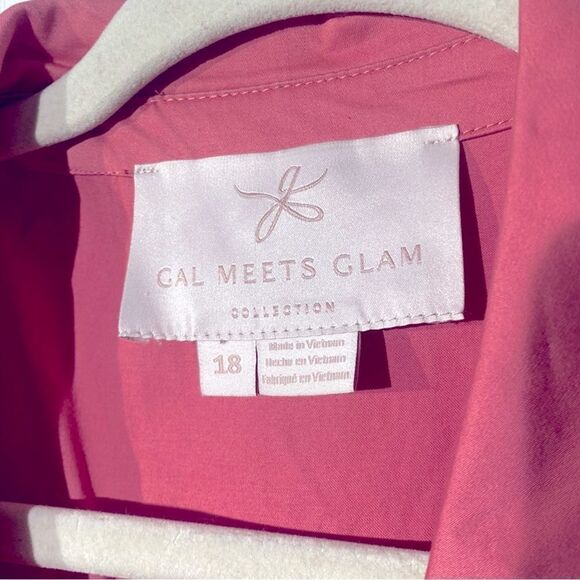 GAL MEETS GLAM
COLLECTION
18
Made in Vietnam
Hecho en Vietnam
Fabriqué en Vietnam